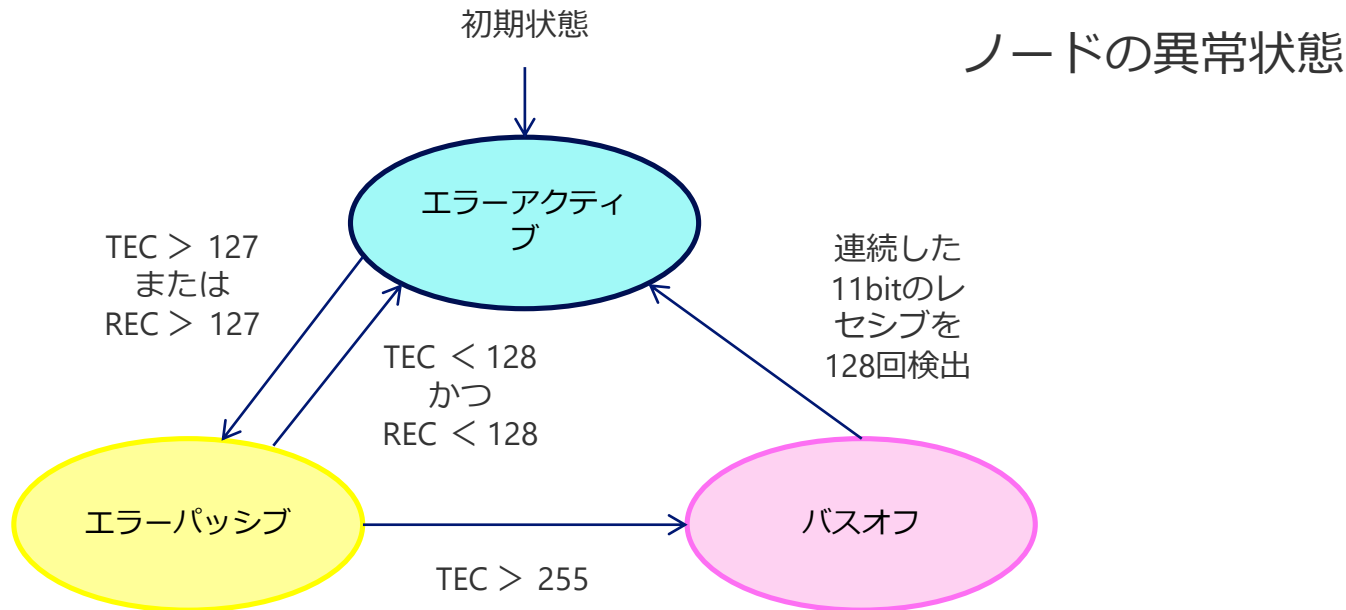 初期状態
ノードの異常状態
エラーアクティ
ブ
TEC ＞ 127
または
REC ＞ 127
TEC ＜ 128
かつ
REC ＜ 128
連続した
11bitのレ
セシブを
128回検出
エラーパッシブ
バスオフ
TEC ＞ 255